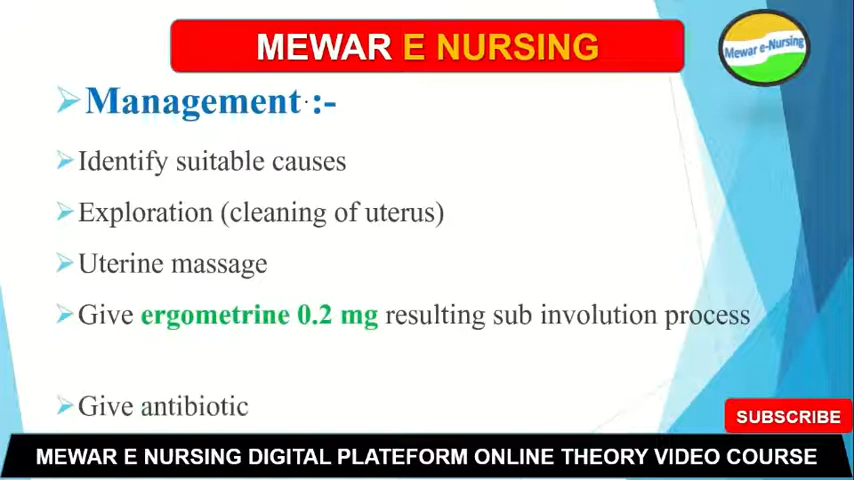 MEWAR E NURSING
Mewar e-Nursing
Management :-
Identify suitable causes
Exploration (cleaning of uterus)
Uterine massage
Give ergometrine 0.2 mg resulting sub involution process
Give antibiotic
SUBSCRIBE
MEWAR E NURSING DIGITAL PLATEFORM ONLINE THEORY VIDEO COURSE